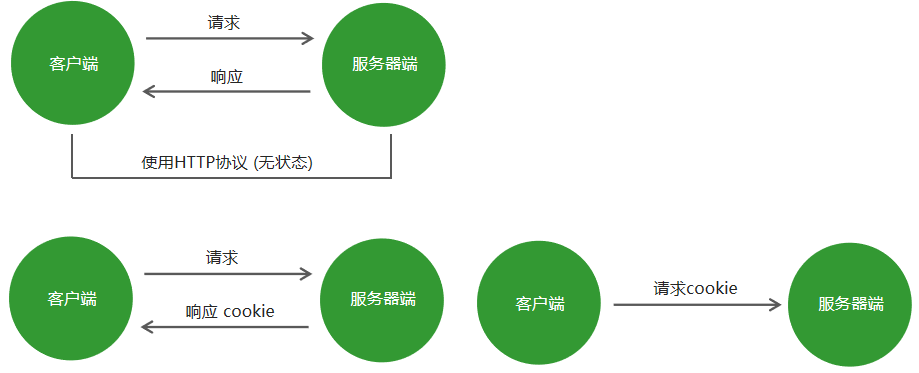 请求
客户端
服务器端
响应
使用HTTP协议 (无状态)
请求
客户端
服务器端
响应 cookie
请求cookie
客户端
服务器端